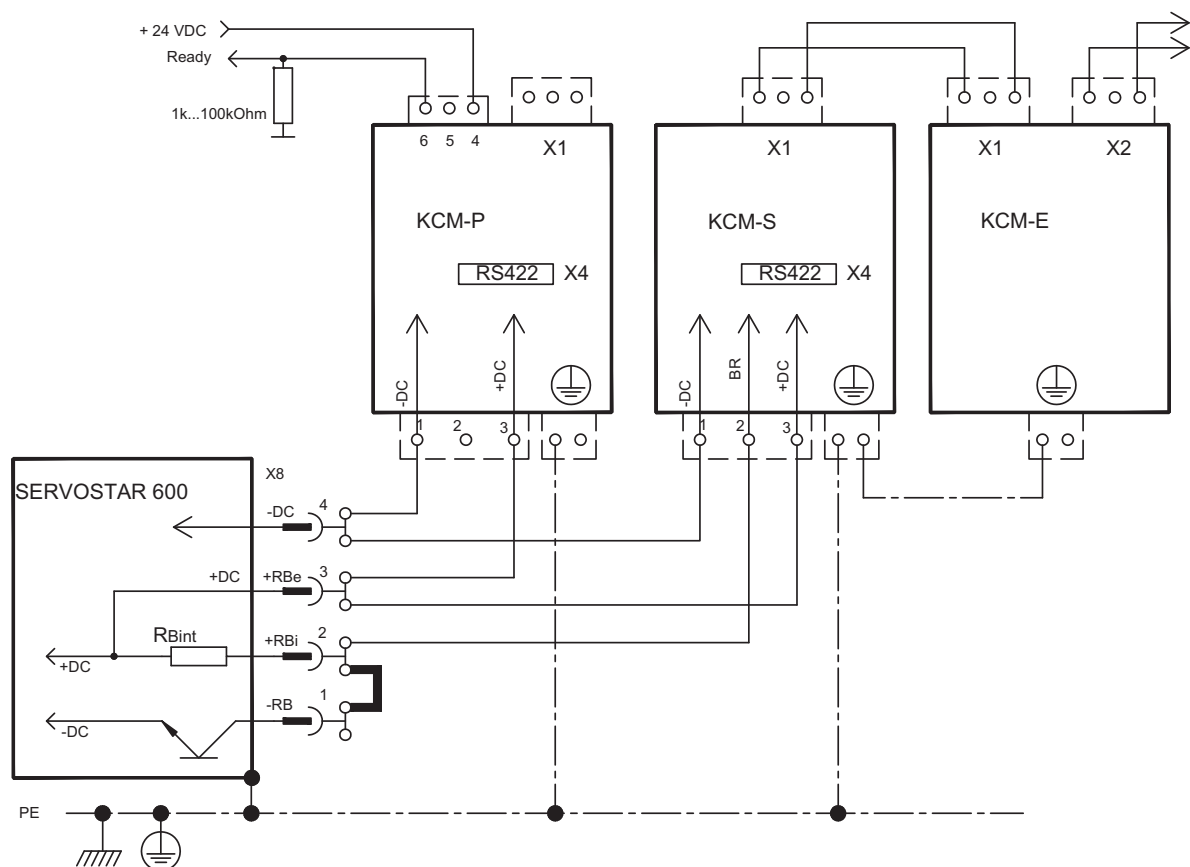 + 24 VDC
Ready
1k...100kOhm
6 5 4
X1
X1
X1
X2
KCM-P
KCM-S
KCM-E
RS422 X4
RS422 X4
-DC
+DC
-DC
BR
+DC
1 2 3
1 2 3
SERVOSTAR 600
X8
-DC 4
+DC +RBe 3
RBint
+RBi 2
+DC
-RB 1
-DC
PE